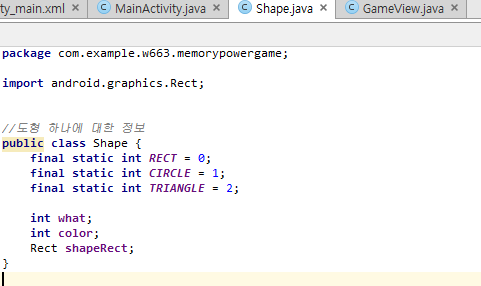 ty_main.xml × MainActivity.java × Shape.java × GameView.java ×
package com.example.w663.memorypowergame;
import android.graphics.Rect;
//도형 하나에 대한 정보
public class Shape {
final static int RECT = 0;
final static int CIRCLE = 1;
final static int TRIANGLE = 2;
int what;
int color;
Rect shapeRect;
}